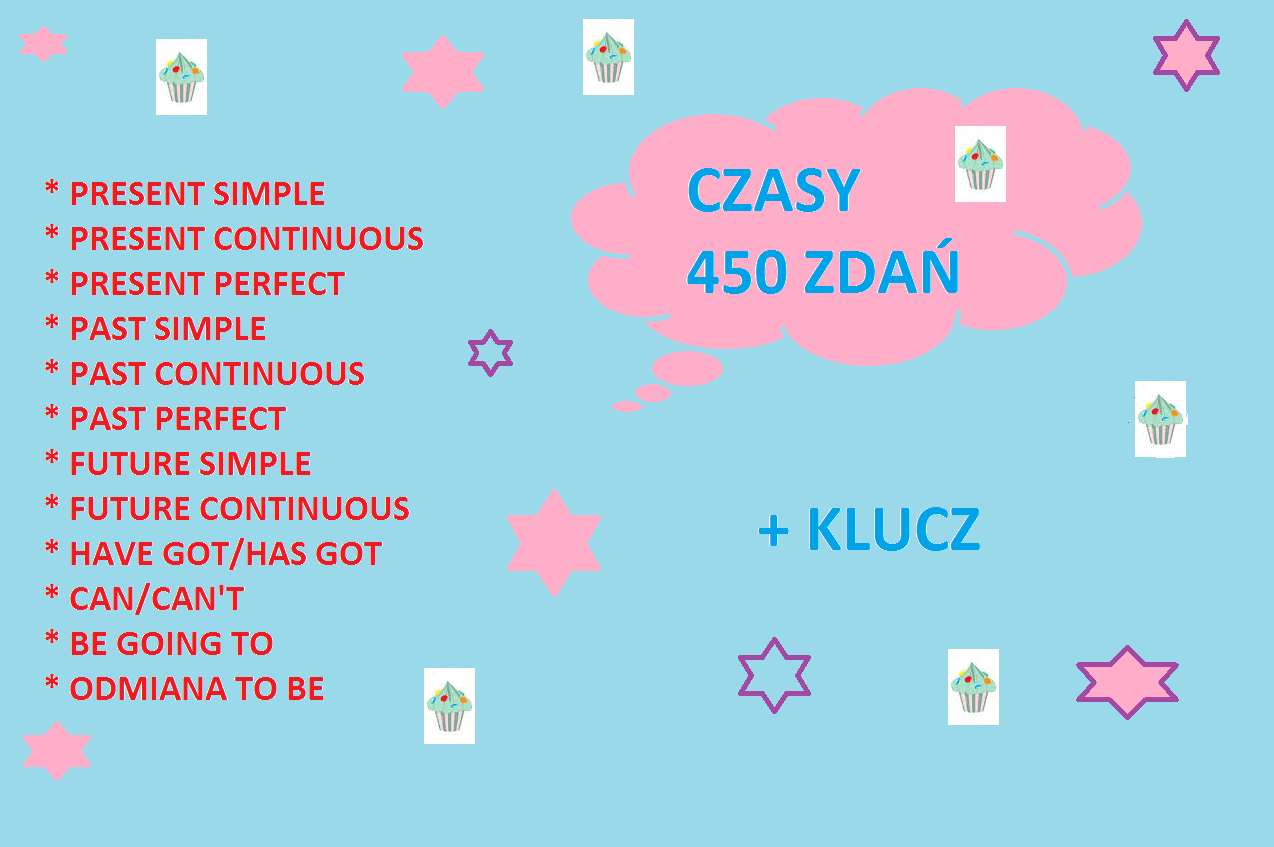 * PRESENT SIMPLE
* PRESENT CONTINUOUS
* PRESENT PERFECT
* PAST SIMPLE
* PAST CONTINUOUS
* PAST PERFECT
* FUTURE SIMPLE
* FUTURE CONTINUOUS
* HAVE GOT/HAS GOT
* CAN/CAN'T
* BE GOING TO
* ODMIANA TO BE
CZASY
450 ZDAŃ
+ KLUCZ